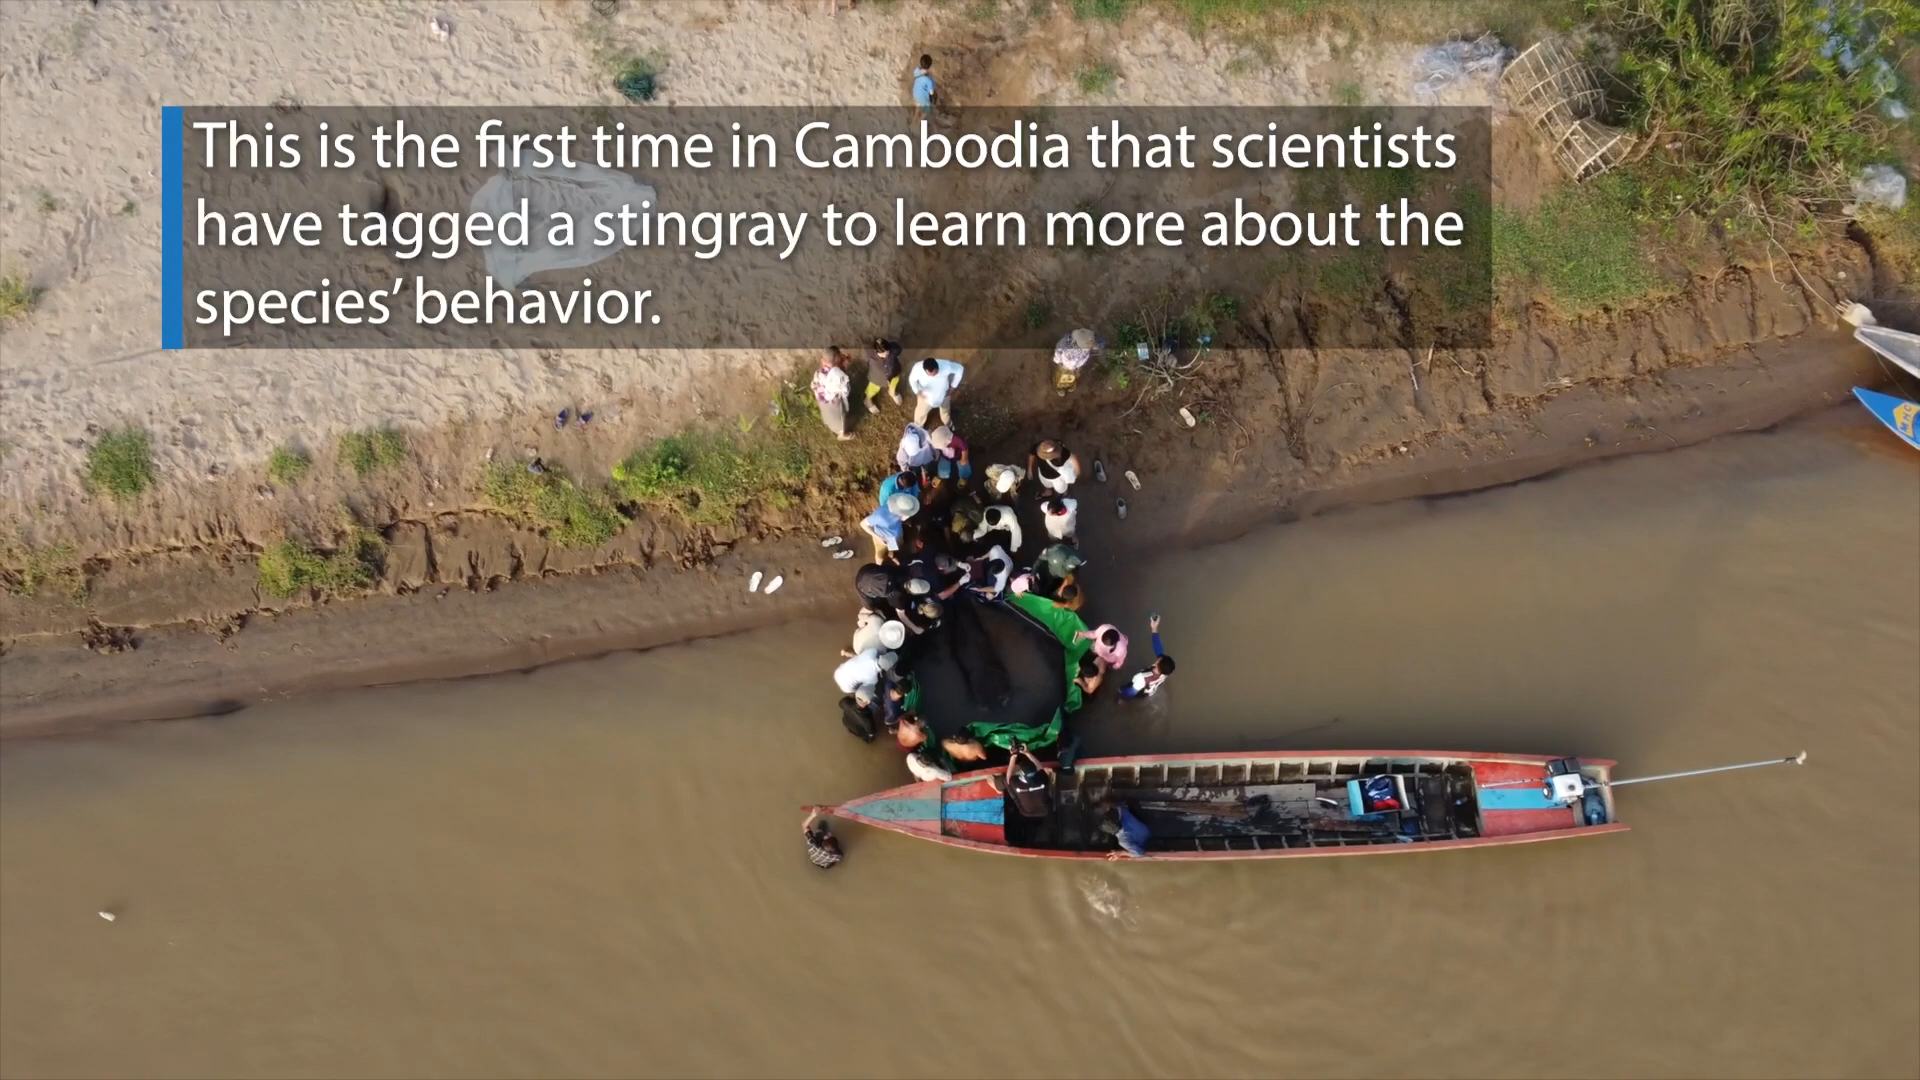 This is the first time in Cambodia that scientists
have tagged a stingray to learn more about the
species’ behavior.